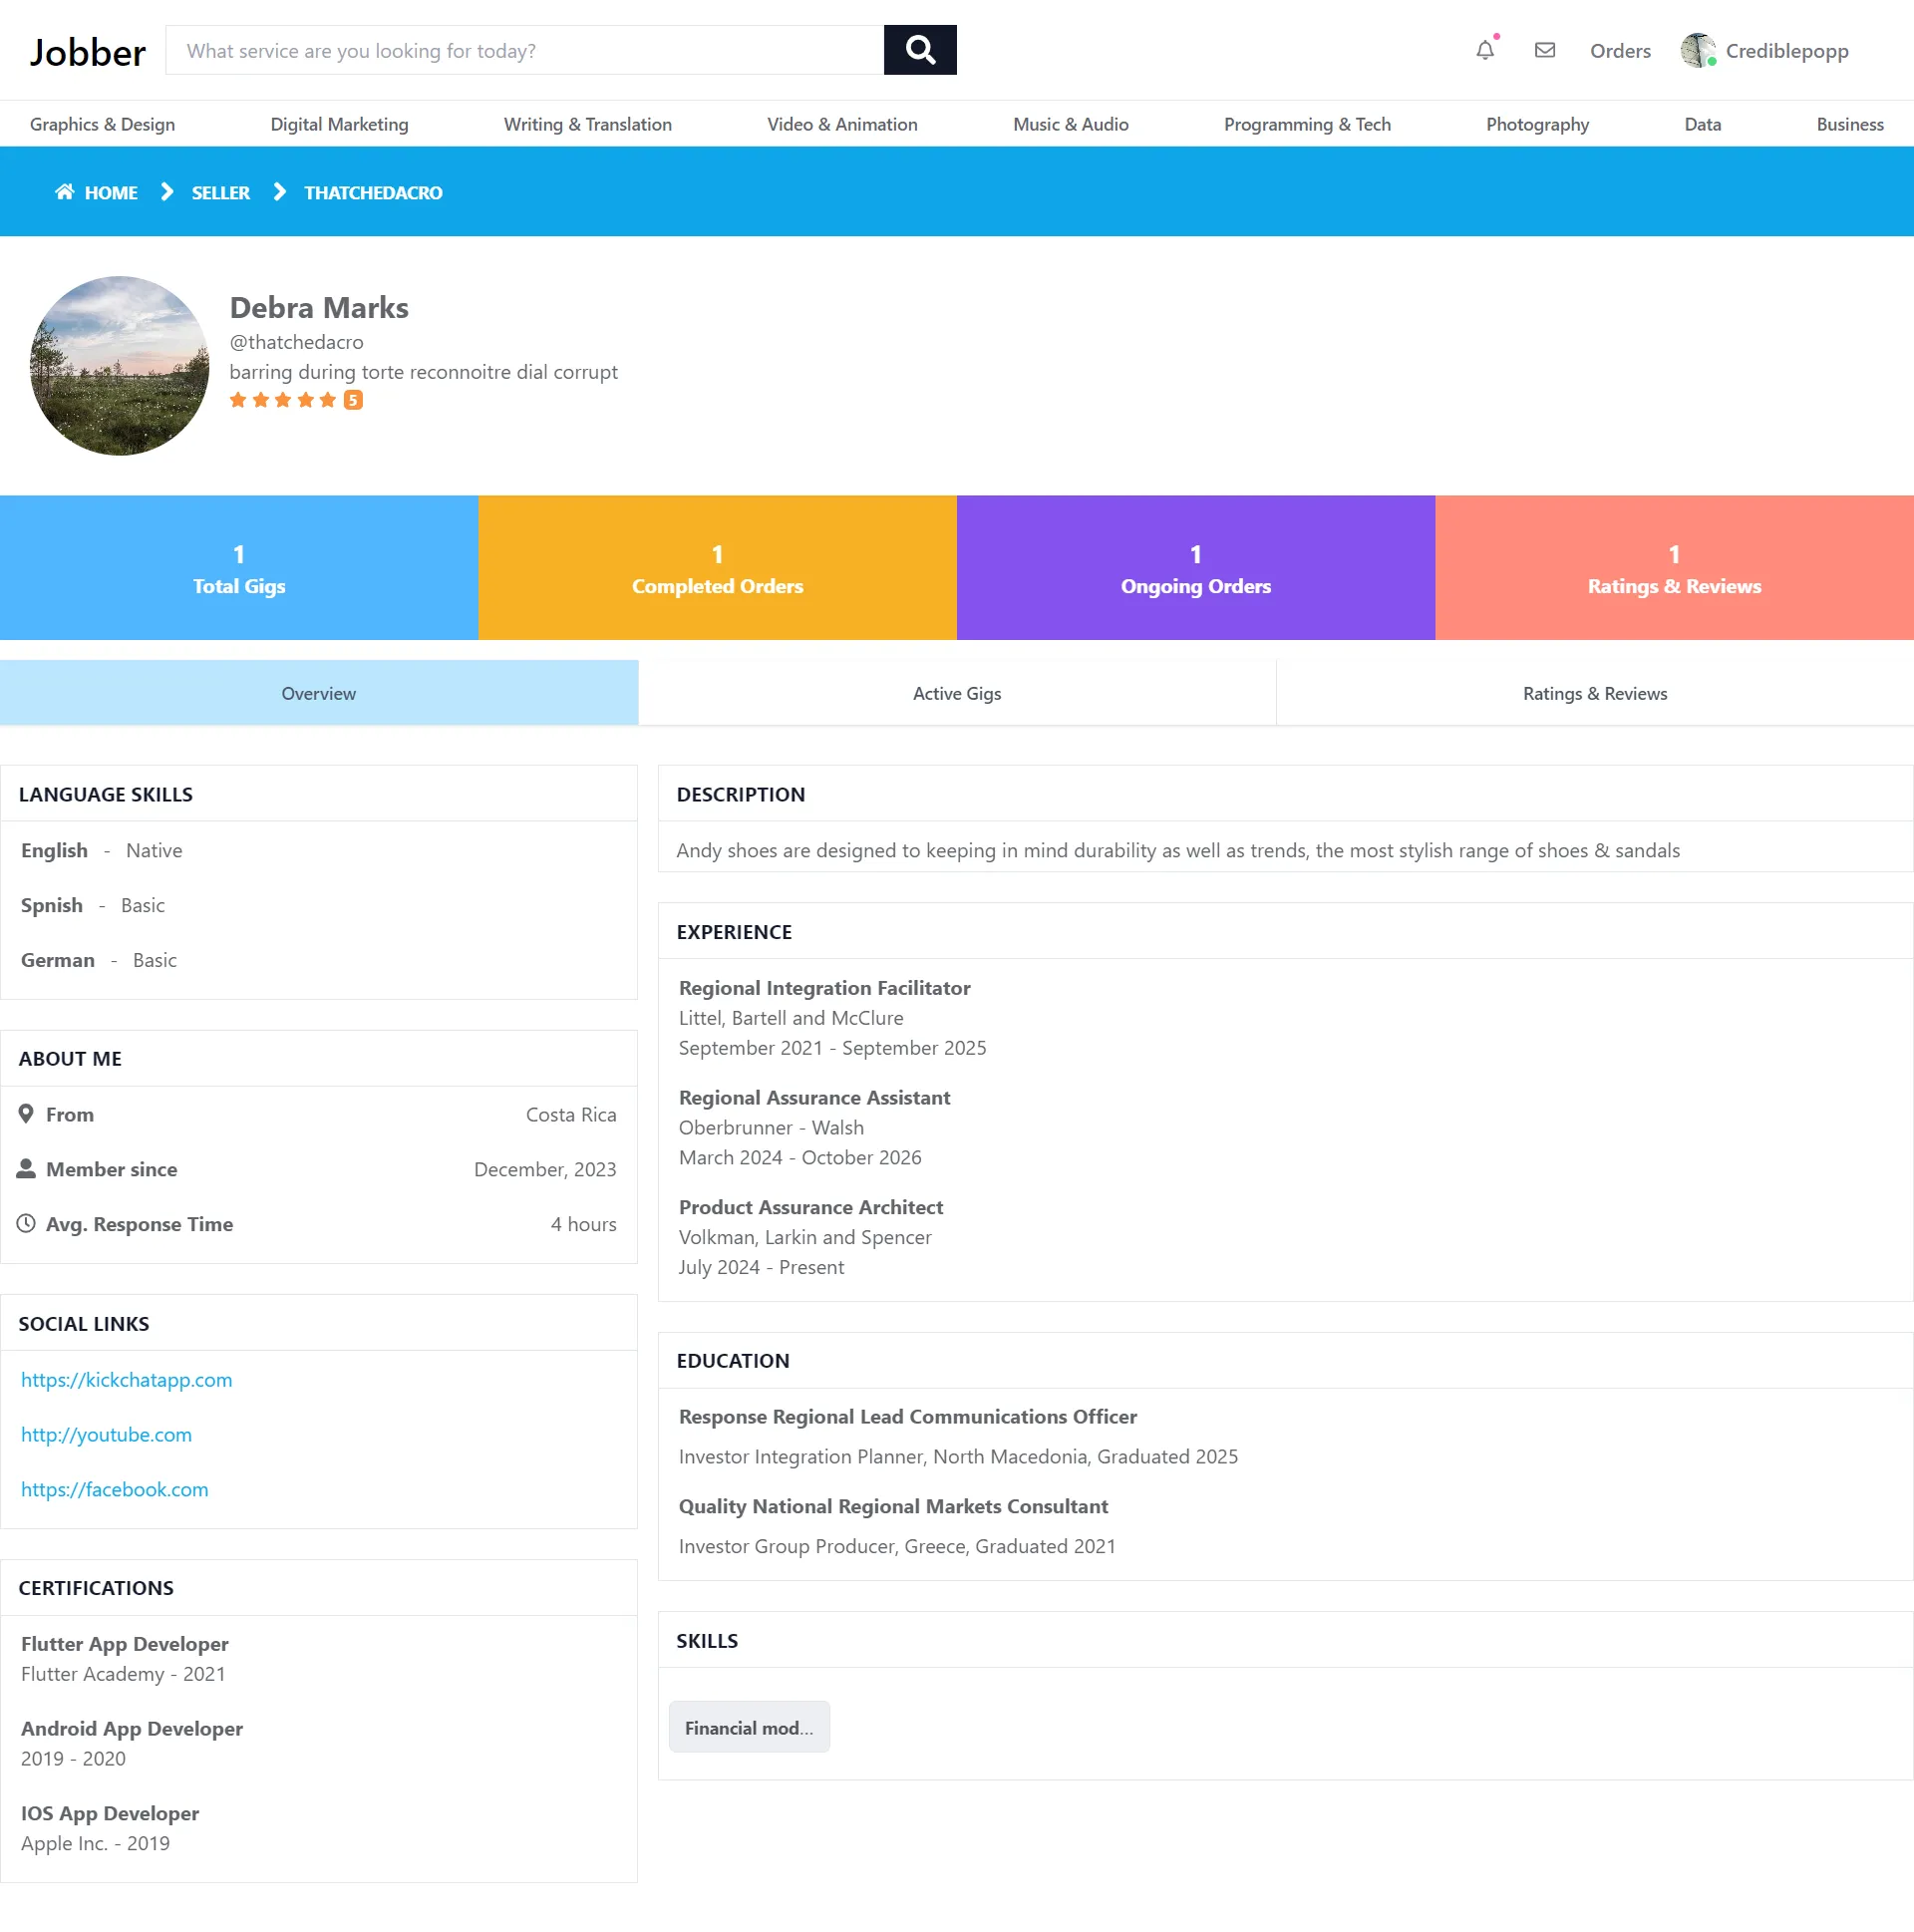 Jobber
What service are you looking for today?
Orders
Crediblepopp
Graphics & Design
Digital Marketing
Writing & Translation
Video & Animation
Music & Audio
Programming & Tech
Photography
Data
Business
HOME
SELLER
THATCHEDACRO
Debra Marks
@thatchedacro
barring during torte reconnoitre dial corrupt
5
1
Total Gigs
1
Completed Orders
1
Ongoing Orders
1
Ratings & Reviews
Overview
Active Gigs
Ratings & Reviews
LANGUAGE SKILLS
English - Native
Spnish - Basic
German - Basic
ABOUT ME
From Costa Rica
Member since December, 2023
Avg. Response Time 4 hours
SOCIAL LINKS
https://kickchatapp.com
http://youtube.com
https://facebook.com
CERTIFICATIONS
Flutter App Developer
Flutter Academy - 2021
Android App Developer
2019 - 2020
IOS App Developer
Apple Inc. - 2019
DESCRIPTION
Andy shoes are designed to keeping in mind durability as well as trends, the most stylish range of shoes & sandals
EXPERIENCE
Regional Integration Facilitator
Littel, Bartell and McClure
September 2021 - September 2025
Regional Assurance Assistant
Oberbrunner - Walsh
March 2024 - October 2026
Product Assurance Architect
Volkman, Larkin and Spencer
July 2024 - Present
EDUCATION
Response Regional Lead Communications Officer
Investor Integration Planner, North Macedonia, Graduated 2025
Quality National Regional Markets Consultant
Investor Group Producer, Greece, Graduated 2021
SKILLS
Financial mod...